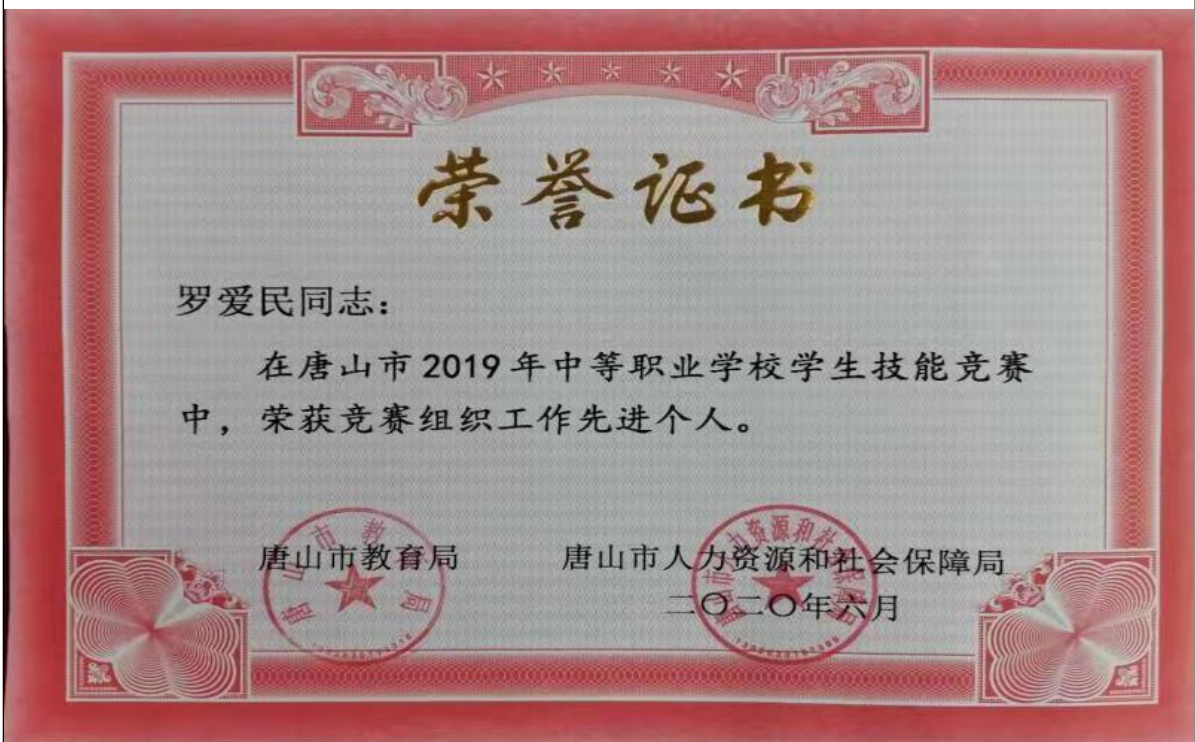 荣誉证书
罗爱民同志：
在唐山市2019年中等职业学校学生技能竞赛
中，荣获竞赛组织工作先进个人。
唐山市教育局 唐山市人力资源和社会保障局
二〇二〇年六月